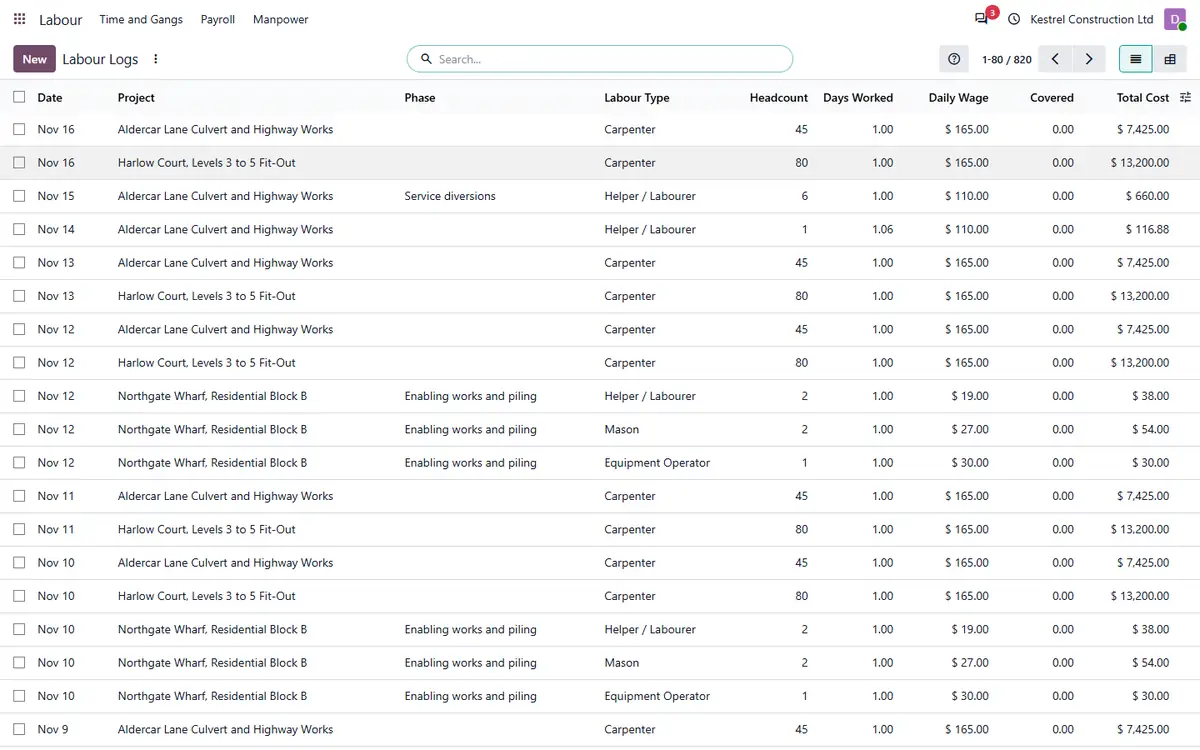 Labour Time and Gangs Payroll Manpower 3 Kestrel Construction Ltd D
New Labour Logs Search... 1-80 / 820
Date Project Phase Labour Type Headcount Days Worked Daily Wage Covered Total Cost
Nov 16 Aldercar Lane Culvert and Highway Works Carpenter 45 1.00 $ 165.00 0.00 $ 7,425.00
Nov 16 Harlow Court, Levels 3 to 5 Fit-Out Carpenter 80 1.00 $ 165.00 0.00 $ 13,200.00
Nov 15 Aldercar Lane Culvert and Highway Works Service diversions Helper / Labourer 6 1.00 $ 110.00 0.00 $ 660.00
Nov 14 Aldercar Lane Culvert and Highway Works Helper / Labourer 1 1.06 $ 110.00 0.00 $ 116.88
Nov 13 Aldercar Lane Culvert and Highway Works Carpenter 45 1.00 $ 165.00 0.00 $ 7,425.00
Nov 13 Harlow Court, Levels 3 to 5 Fit-Out Carpenter 80 1.00 $ 165.00 0.00 $ 13,200.00
Nov 12 Aldercar Lane Culvert and Highway Works Carpenter 45 1.00 $ 165.00 0.00 $ 7,425.00
Nov 12 Harlow Court, Levels 3 to 5 Fit-Out Carpenter 80 1.00 $ 165.00 0.00 $ 13,200.00
Nov 12 Northgate Wharf, Residential Block B Enabling works and piling Helper / Labourer 2 1.00 $ 19.00 0.00 $ 38.00
Nov 12 Northgate Wharf, Residential Block B Enabling works and piling Mason 2 1.00 $ 27.00 0.00 $ 54.00
Nov 12 Northgate Wharf, Residential Block B Enabling works and piling Equipment Operator 1 1.00 $ 30.00 0.00 $ 30.00
Nov 11 Aldercar Lane Culvert and Highway Works Carpenter 45 1.00 $ 165.00 0.00 $ 7,425.00
Nov 11 Harlow Court, Levels 3 to 5 Fit-Out Carpenter 80 1.00 $ 165.00 0.00 $ 13,200.00
Nov 10 Aldercar Lane Culvert and Highway Works Carpenter 45 1.00 $ 165.00 0.00 $ 7,425.00
Nov 10 Harlow Court, Levels 3 to 5 Fit-Out Carpenter 80 1.00 $ 165.00 0.00 $ 13,200.00
Nov 10 Northgate Wharf, Residential Block B Enabling works and piling Helper / Labourer 2 1.00 $ 19.00 0.00 $ 38.00
Nov 10 Northgate Wharf, Residential Block B Enabling works and piling Mason 2 1.00 $ 27.00 0.00 $ 54.00
Nov 10 Northgate Wharf, Residential Block B Enabling works and piling Equipment Operator 1 1.00 $ 30.00 0.00 $ 30.00
Nov 9 Aldercar Lane Culvert and Highway Works Carpenter 45 1.00 $ 165.00 0.00 $ 7,425.00